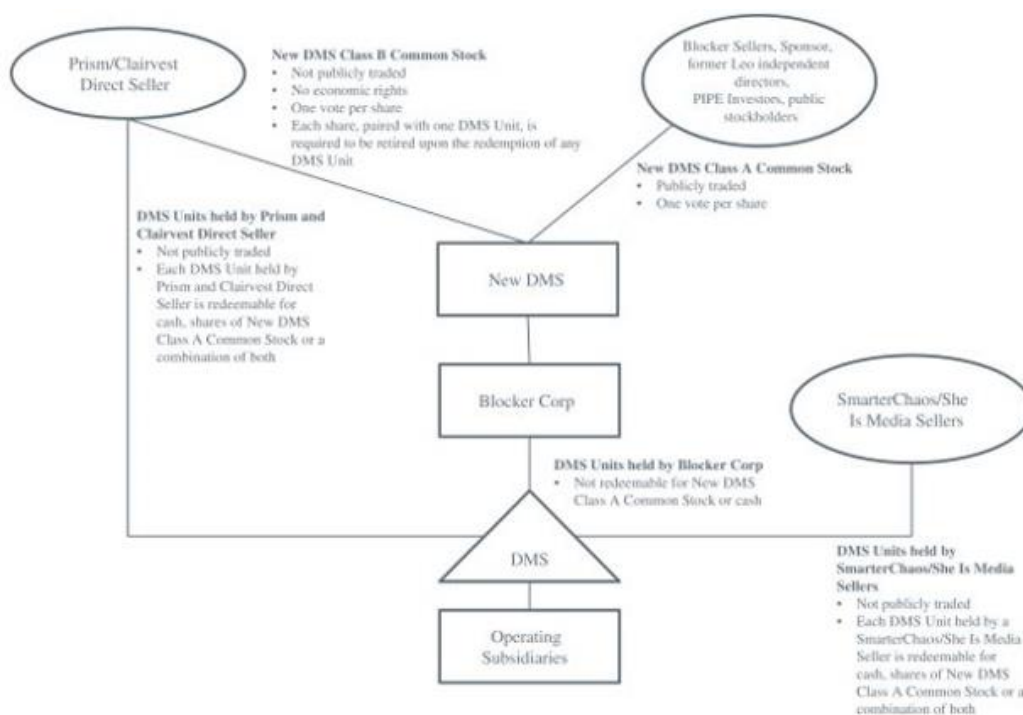 Prism/Clairvest
Direct Seller
New DMS Class B Common Stock
• Not publicly traded
• No economic rights
• One vote per share
• Each share, paired with one DMS Unit, is
required to be retired upon the redemption of any
DMS Unit
Blocker Sellers, Sponsor,
former Leo independent
directors,
PIPE Investors, public
stockholders
New DMS Class A Common Stock
• Publicly traded
• One vote per share
DMS Units held by Prism and
Clairvest Direct Seller
• Not publicly traded
• Each DMS Unit held by
Prism and Clairvest Direct
Seller is redeemable for
cash, shares of New DMS
Class A Common Stock or a
combination of both
New DMS
Blocker Corp
SmarterChaos/She
Is Media Sellers
DMS Units held by Blocker Corp
• Not redeemable for New DMS
Class A Common Stock or cash
DMS
DMS Units held by
SmarterChaos/She Is Media
Sellers
• Not publicly traded
• Each DMS Unit held by a
SmarterChaos/She Is Media
Seller is redeemable for
cash, shares of New DMS
Class A Common Stock or a
combination of both
Operating
Subsidiaries